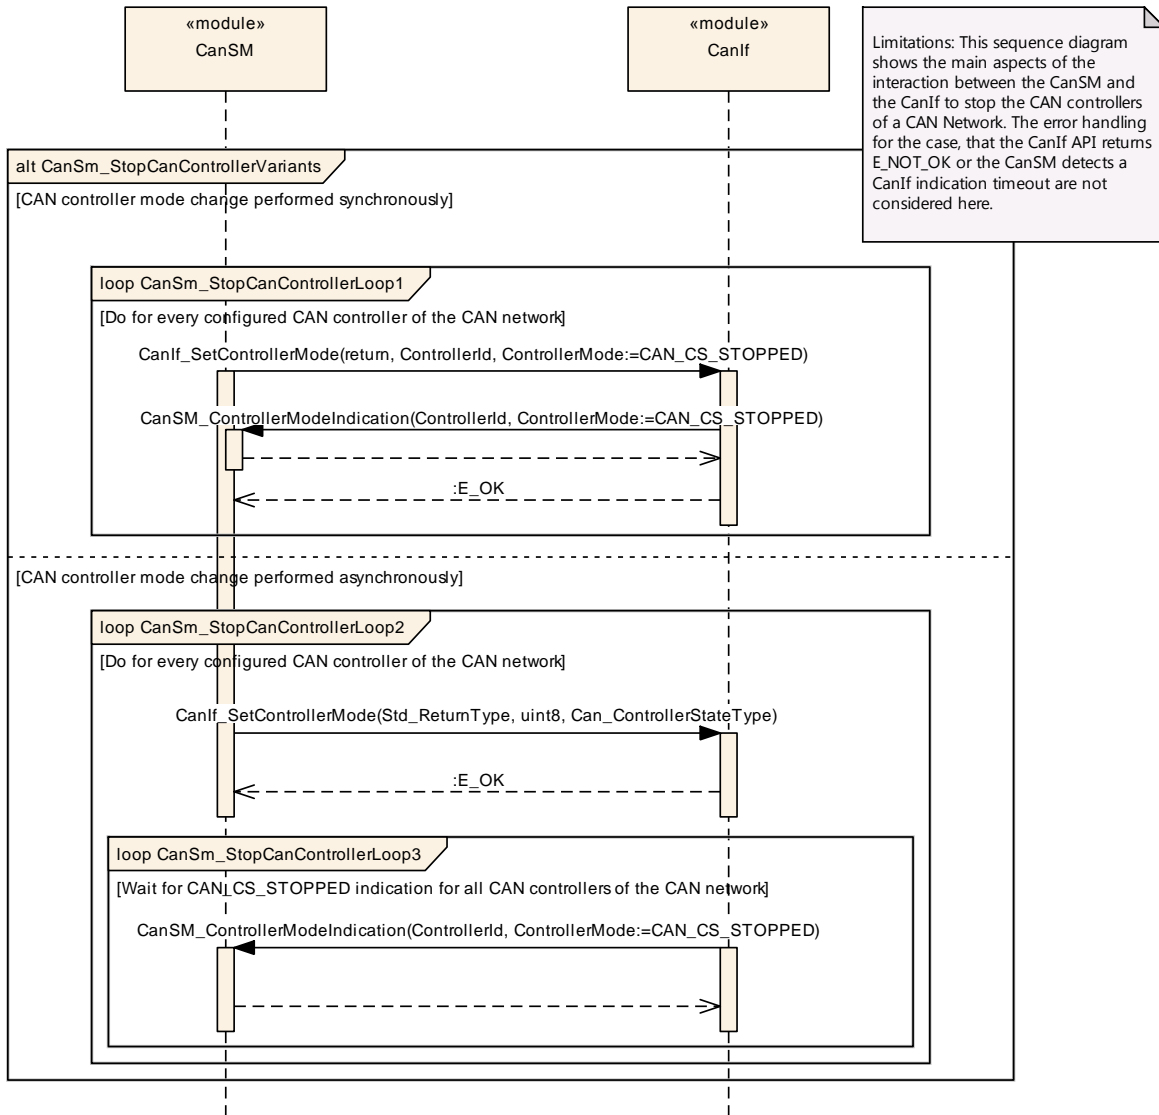 «module»
CanSM
«module»
CanIf
Limitations: This sequence diagram
shows the main aspects of the
interaction between the CanSM and
the CanIf to stop the CAN controllers
of a CAN Network. The error handling
for the case, that the CanIf API returns
E_NOT_OK or the CanSM detects a
CanIf indication timeout are not
considered here.
alt CanSm_StopCanControllerVariants
[CAN controller mode change performed synchronously]
loop CanSm_StopCanControllerLoop1
[Do for every configured CAN controller of the CAN network]
CanIf_SetControllerMode(return, ControllerId, ControllerMode:=CAN_CS_STOPPED)
CanSM_ControllerModeIndication(ControllerId, ControllerMode:=CAN_CS_STOPPED)
:E_OK
[CAN controller mode change performed asynchronously]
loop CanSm_StopCanControllerLoop2
[Do for every configured CAN controller of the CAN network]
CanIf_SetControllerMode(Std_ReturnType, uint8, Can_ControllerStateType)
:E_OK
loop CanSm_StopCanControllerLoop3
[Wait for CAN_CS_STOPPED indication for all CAN controllers of the CAN network]
CanSM_ControllerModeIndication(ControllerId, ControllerMode:=CAN_CS_STOPPED)